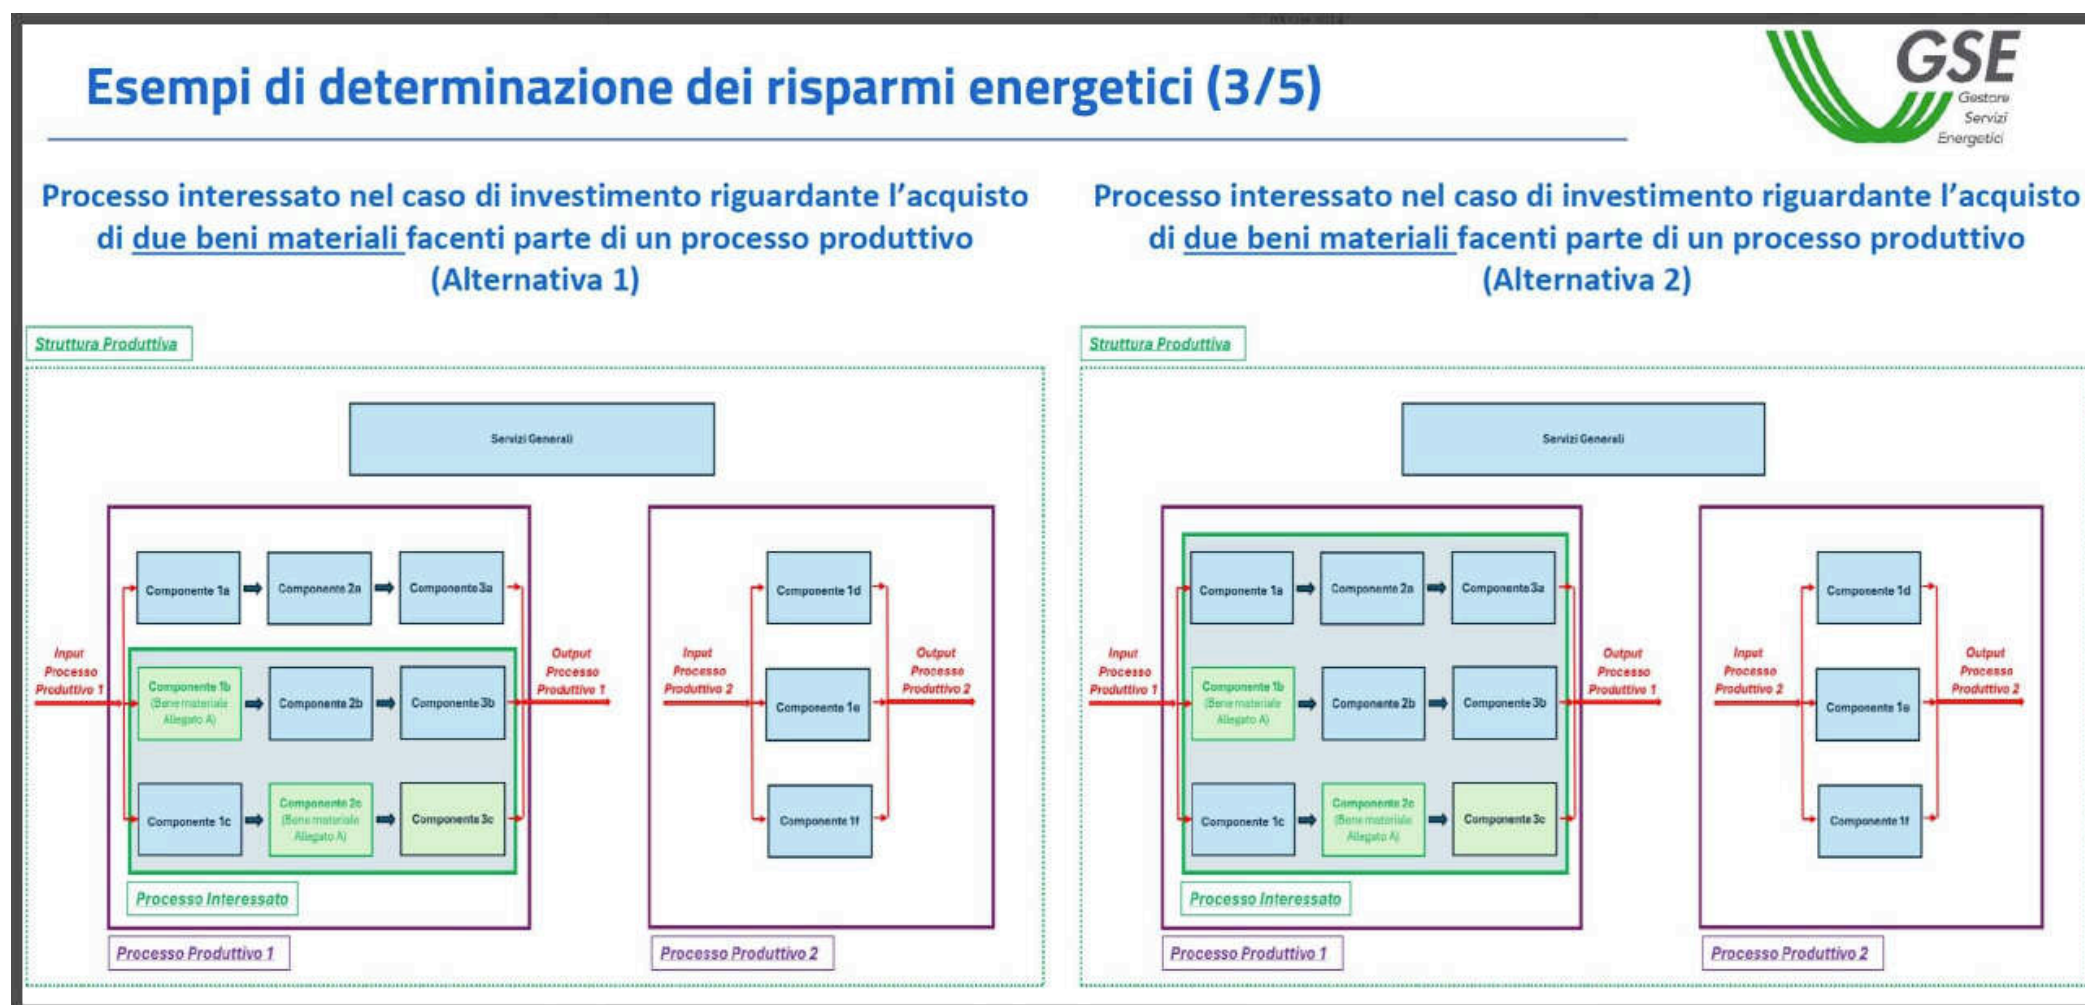 Esempi di determinazione dei risparmi energetici (3/5)
GSE
Gestore
Servizi
Energetici
Processo interessato nel caso di investimento riguardante l'acquisto
di due beni materiali facenti parte di un processo produttivo
(Alternativa 1)
Struttura Produttiva
Servizi Generali
Componente 1a
Componente 2a
Componente 3a
Input
Processo
Produttivo 1
Componente 1b
(Bene materiale
Allegato A)
Componente 2b
Componente 3b
Output
Processo
Produttivo 1
Componente 1c
Componente 2c
(Bene materiale
Allegato A)
Componente 3c
Processo Interessato
Processo Produttivo 1
Componente 1d
Input
Processo
Produttivo 2
Componente 1e
Output
Processo
Produttivo 2
Componente 1f
Processo Produttivo 2
Processo interessato nel caso di investimento riguardante l'acquisto
di due beni materiali facenti parte di un processo produttivo
(Alternativa 2)
Struttura Produttiva
Servizi Generali
Componente 1a
Componente 2a
Componente 3a
Input
Processo
Produttivo 1
Componente 1b
(Bene materiale
Allegato A)
Componente 2b
Componente 3b
Output
Processo
Produttivo 1
Componente 1c
Componente 2c
(Bene materiale
Allegato A)
Componente 3c
Processo Interessato
Processo Produttivo 1
Componente 1d
Input
Processo
Produttivo 2
Componente 1e
Output
Processo
Produttivo 2
Componente 1f
Processo Produttivo 2